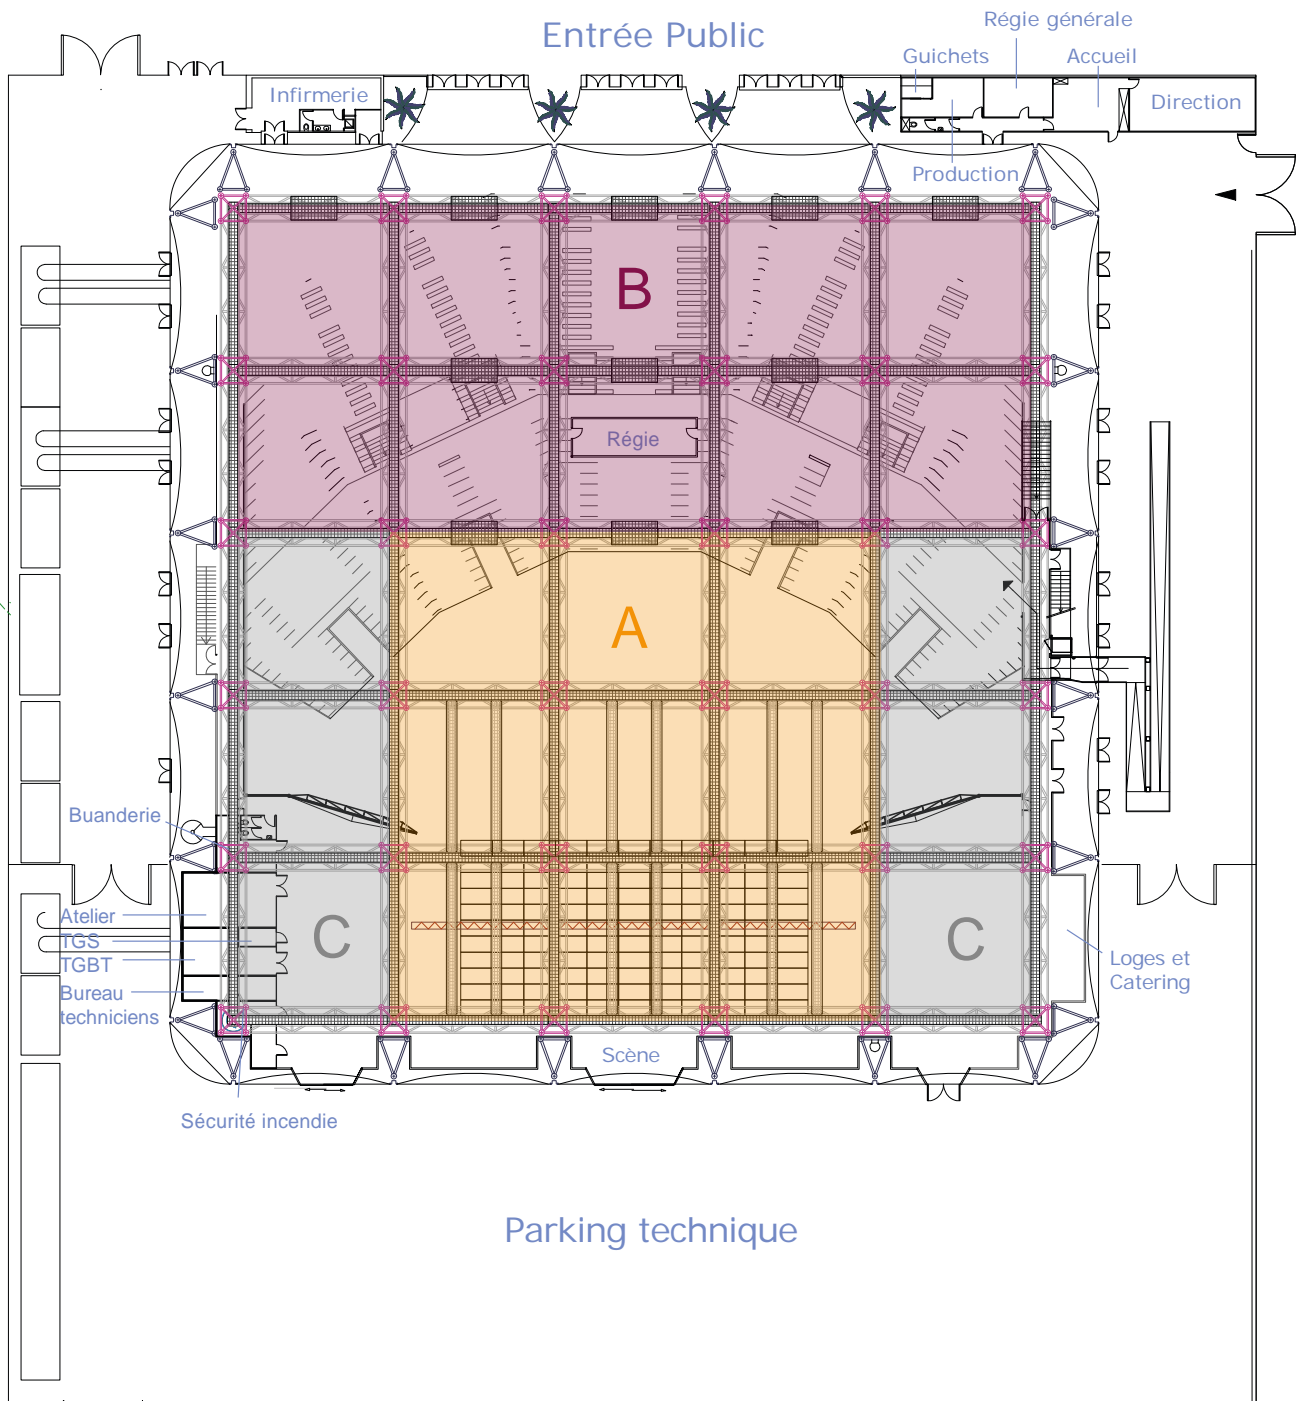 Régie générale
Entrée Public
Guichets
Accueil
Infirmerie
Direction
Production
B
Régie
A
Buanderie
Atelier
TGS
TGBT
Bureau
techniciens
C
C
Loges et
Catering
Scène
Sécurité incendie
Parking technique